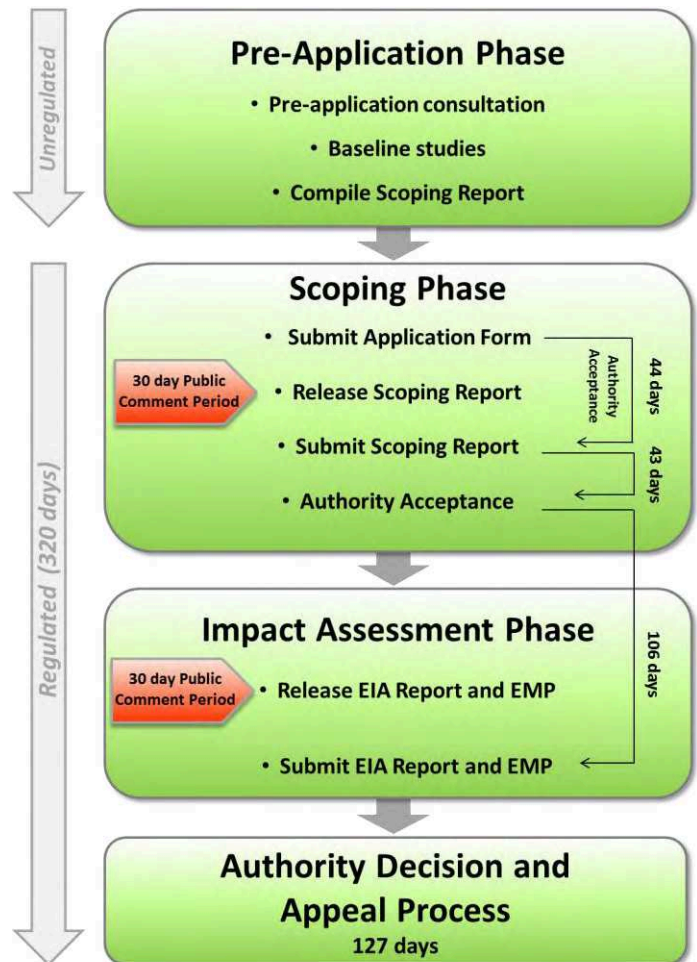 Unregulated
Pre-Application Phase
• Pre-application consultation
• Baseline studies
• Compile Scoping Report
Regulated (320 days)
Scoping Phase
• Submit Application Form
30 day Public
Comment Period
• Release Scoping Report
• Submit Scoping Report
• Authority Acceptance
Authority
Acceptance
44 days
43 days
106 days
Impact Assessment Phase
30 day Public
Comment Period
• Release EIA Report and EMP
• Submit EIA Report and EMP
Authority Decision and
Appeal Process
127 days